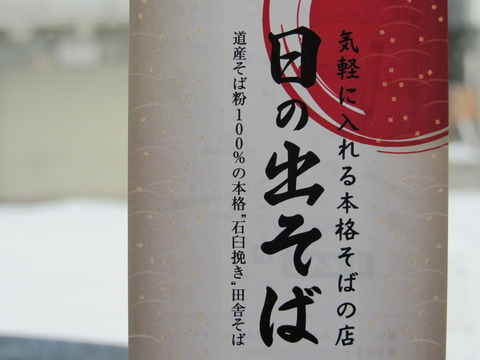 気軽に入れる本格そばの店
日の出そば
道産そば粉100%の本格〝石臼挽き〟田舎そば